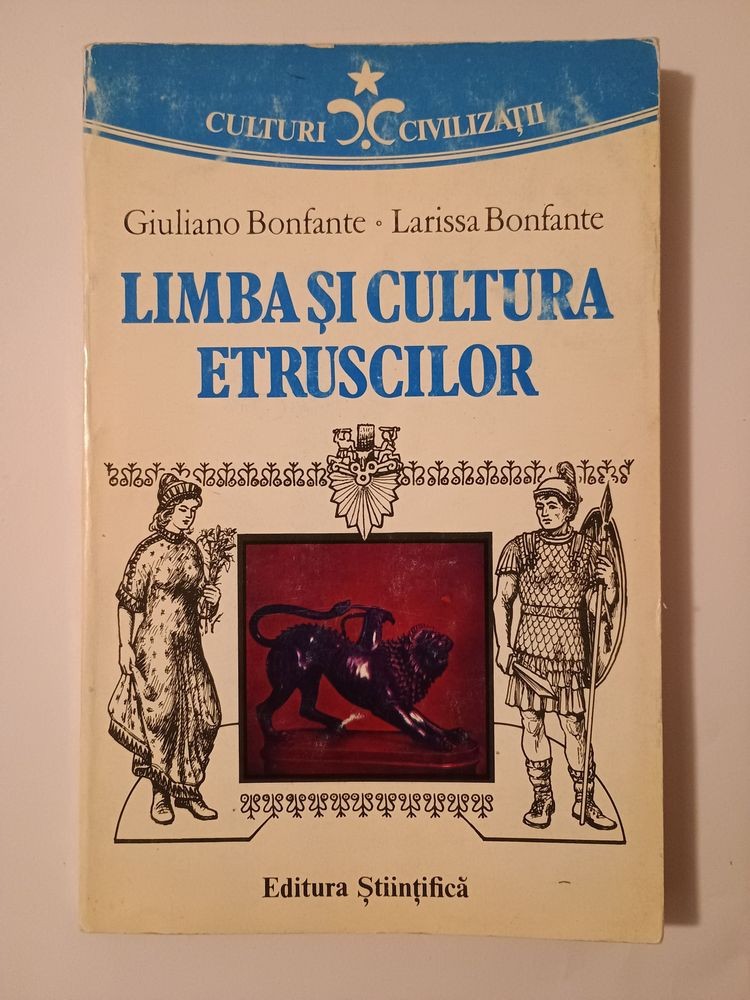 CULTURI C.C CIVILIZAȚII
Giuliano Bonfante • Larissa Bonfante
LIMBA ȘI CULTURA
ETRUSCILOR
Editura Științifică